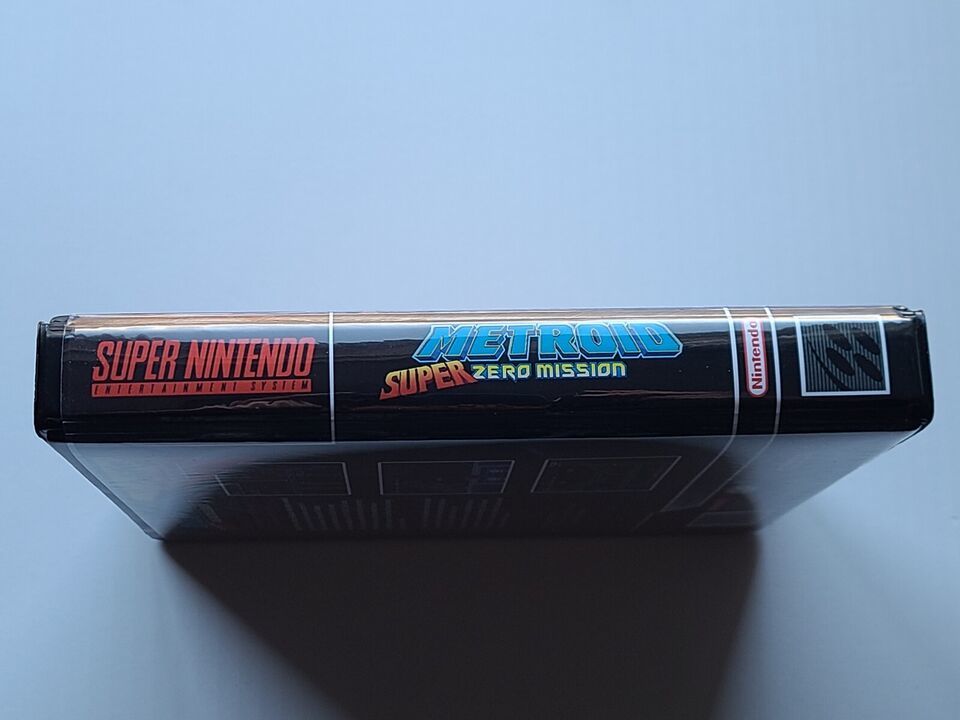 SUPER NINTENDO
ENTERTAINMENT SYSTEM
METROID
SUPER ZERO MISSION
Nintendo